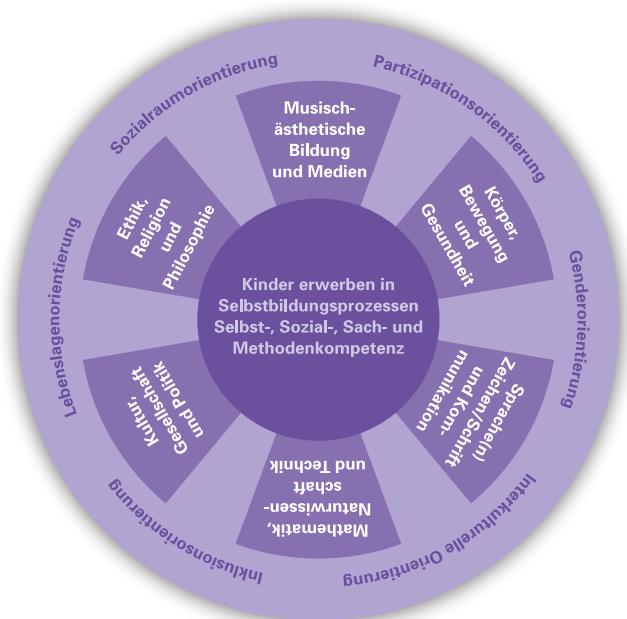 Sozialraumorientierung
Partizipationsorientierung
Genderorientierung
Interkulturelle Orientierung
Inklusionsorientierung
Lebenslagenorientierung
Musisch-
ästhetische
Bildung
und Medien
Körper,
Bewegung
und
Gesundheit
Sprache(n)
Zeichen/Schrift
und Kom-
munikation
Mathematik,
Naturwissen-
schaft
und Technik
Kultur,
Gesellschaft
und Politik
Ethik,
Religion
und
Philosophie
Kinder erwerben in
Selbstbildungsprozessen
Selbst-, Sozial-, Sach- und
Methodenkompetenz